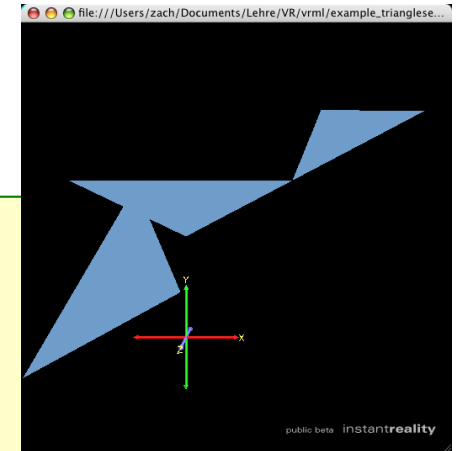 file:///Users/zach/Documents/Lehre/VR/vrml/example_trianglese...
Y
X
Z
public beta instantreality